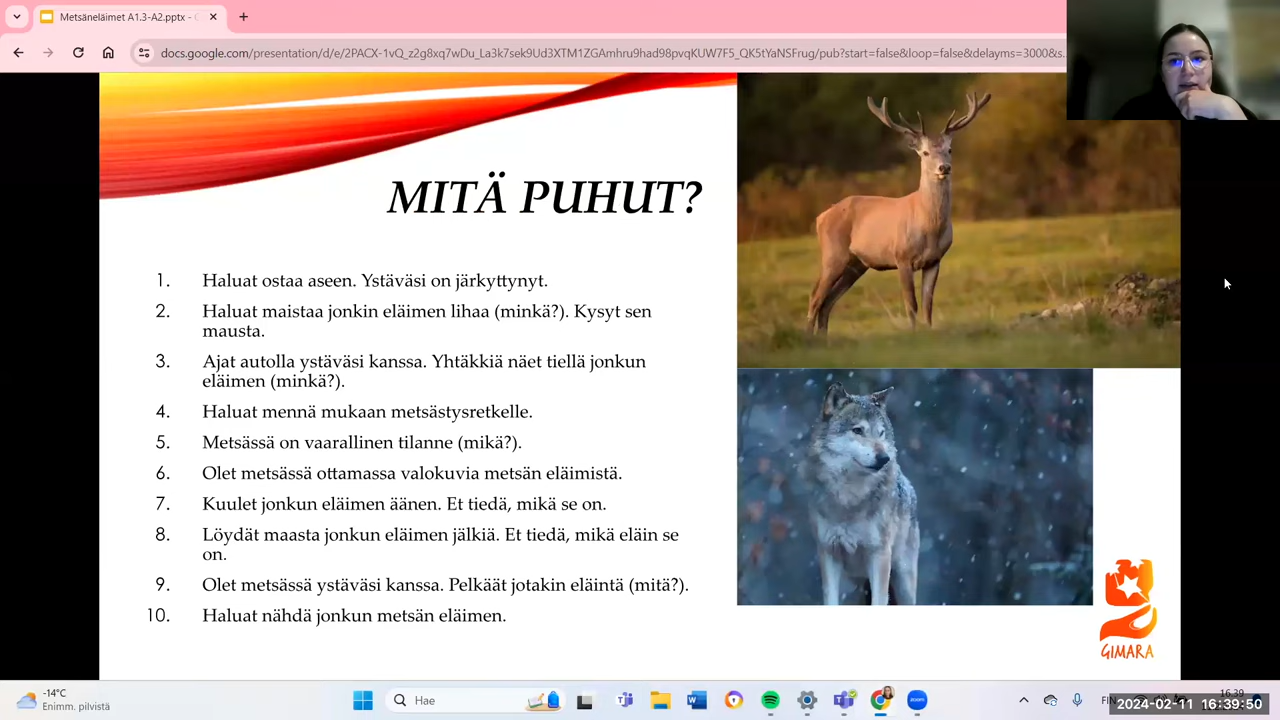 Metsäneläimet A1.3-A2.pptx -
docs.google.com/presentation/d/e/2PACX-1vQ_z2g8xq7wDu_La3k7sek9Ud3XTM1ZGAmhru9had98pvqKUW7F5_QK5tYaNSFrug/pub?start=false&loop=false&delayms=3000&s...
MITÄ PUHUT?
1. Haluat ostaa aseen. Ystäväsi on järkyttynyt.
2. Haluat maistaa jonkin eläimen lihaa (minkä?). Kysyt sen
mausta.
3. Ajat autolla ystäväsi kanssa. Yhtäkkiä näet tiellä jonkun
eläimen (minkä?).
4. Haluat mennä mukaan metsästysretkelle.
5. Metsässä on vaarallinen tilanne (mikä?).
6. Olet metsässä ottamassa valokuvia metsän eläimistä.
7. Kuulet jonkun eläimen äänen. Et tiedä, mikä se on.
8. Löydät maasta jonkun eläimen jälkiä. Et tiedä, mikä eläin se
on.
9. Olet metsässä ystäväsi kanssa. Pelkäät jotakin eläintä (mitä?).
10. Haluat nähdä jonkun metsän eläimen.
GIMARA
-14°C
Enimm. pilvistä
Hae
zoom
FIN
16.39
2024-02-11 16:39:50